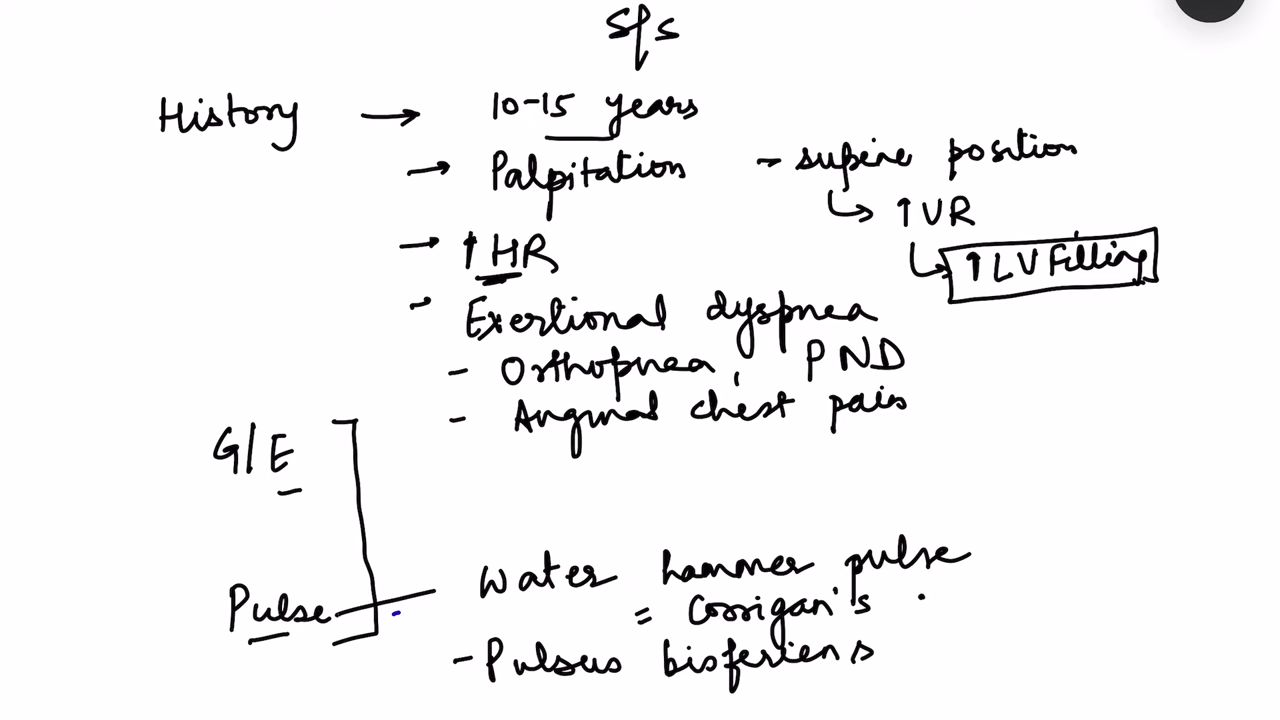 S/s
History → 10-15 years
→ Palpitation - supine position
↳ ↑ VR
→ ↑ HR ↳ ↑ LV Filling
- Exertional dyspnea
- Orthopnea, PND
- Anginal chest pain
G/E
Water hammer pulse
Pulse = Corrigan's
- Pulsus bisferiens